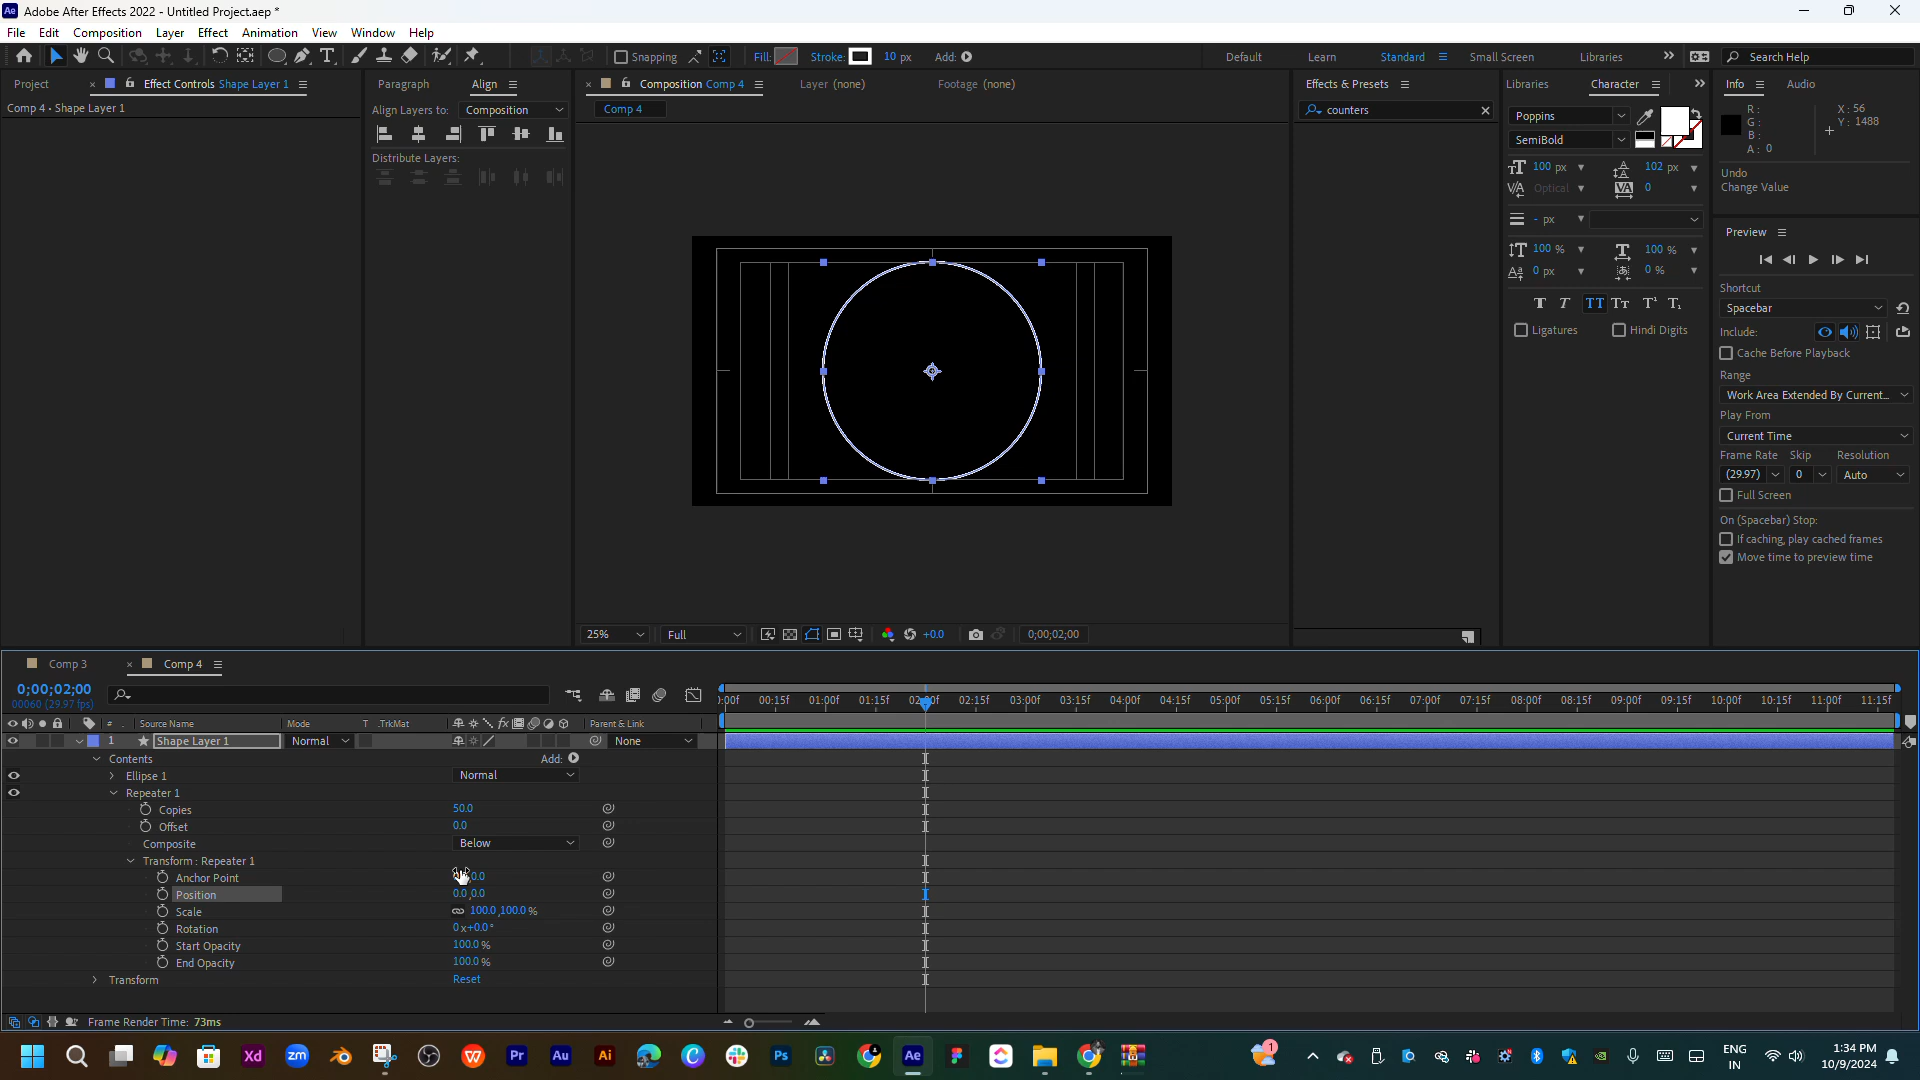 Adobe After Effects 2022 - Untitled Project.aep *
File Edit Composition Layer Effect Animation View Window Help
Snapping Fill: Stroke: 10 px Add: Default Learn Standard Small Screen Libraries Search Help
Project Effect Controls Shape Layer 1 Paragraph Align Composition Comp 4 Layer (none) Footage (none) Effects & Presets Libraries Character Info Audio
Comp 4 • Shape Layer 1
Align Layers to: Composition
Comp 4
counters
Distribute Layers:
Poppins
SemiBold
100 px 102 px
Optical 0
- px
100 % 100 %
0 px 0 %
Ligatures Hindi Digits
R:
G:
B:
A: 0
X: 56
Y: 1488
Undo
Change Value
Preview
Shortcut
Spacebar
Include:
Cache Before Playback
Range
Work Area Extended By Current...
Play From
Current Time
Frame Rate Skip Resolution
(29.97) 0 Auto
Full Screen
On (Spacebar) Stop:
If caching, play cached frames
Move time to preview time
25% Full +0.0 0;00;02;00
Comp 3 Comp 4
0;00;02;00
00060 (29.97 fps)
:00f 00:15f 01:00f 01:15f 02:00f 02:15f 03:00f 03:15f 04:00f 04:15f 05:00f 05:15f 06:00f 06:15f 07:00f 07:15f 08:00f 08:15f 09:00f 09:15f 10:00f 10:15f 11:00f 11:15f
# Source Name Mode T .TrkMat Parent & Link
1 Shape Layer 1 Normal None
Contents Add:
Ellipse 1 Normal
Repeater 1
Copies 50.0
Offset 0.0
Composite Below
Transform : Repeater 1
Anchor Point 0.0
Position 0.0 ,0.0
Scale 100.0 ,100.0 %
Rotation 0x+0.0°
Start Opacity 100.0 %
End Opacity 100.0 %
Transform Reset
Frame Render Time: 73ms
Xd zm Pr Au Ai Ps Ae
1
ENG
IN
1:34 PM
10/9/2024